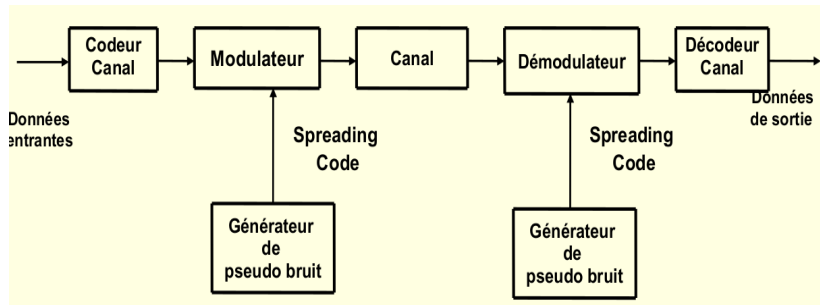 Codeur
Canal
Modulateur
Canal
Démodulateur
Décodeur
Canal
Données
entrantes
Données
de sortie
Spreading
Code
Spreading
Code
Générateur
de
pseudo bruit
Générateur
de
pseudo bruit